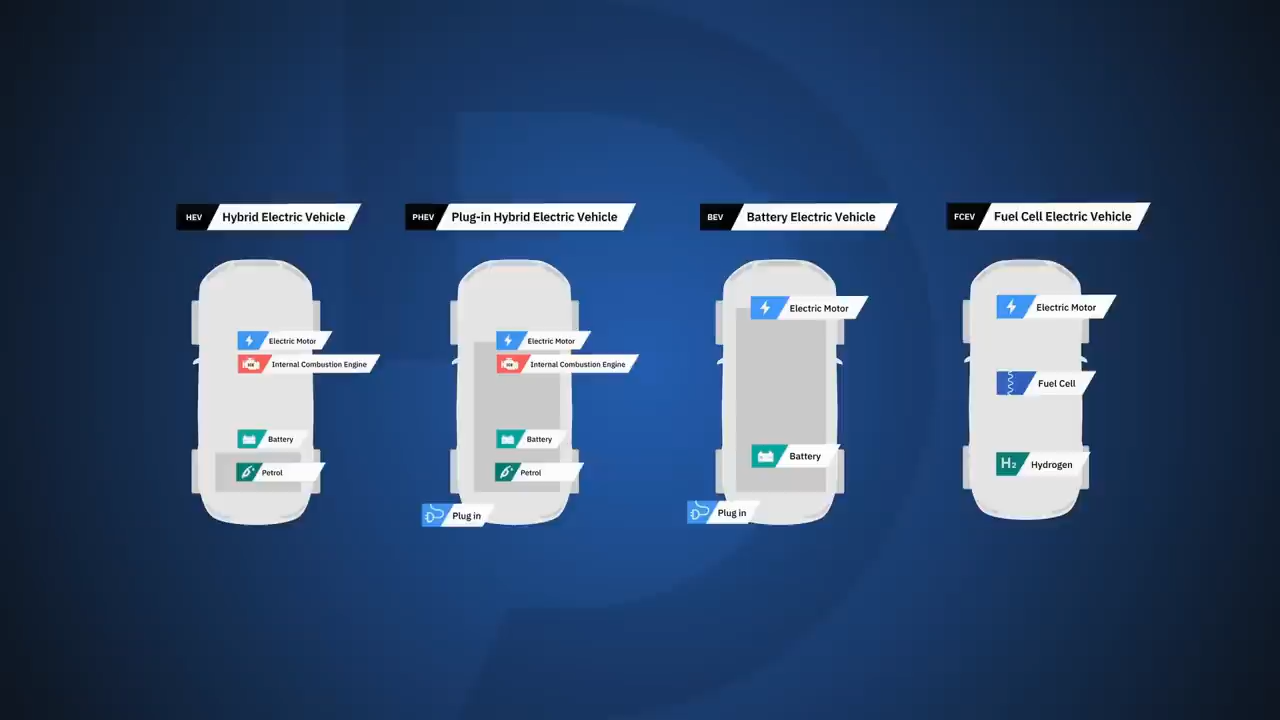 HEV Hybrid Electric Vehicle
Electric Motor
Internal Combustion Engine
Battery
Petrol
PHEV Plug-in Hybrid Electric Vehicle
Electric Motor
Internal Combustion Engine
Battery
Petrol
Plug in
BEV Battery Electric Vehicle
Electric Motor
Battery
Plug in
FCEV Fuel Cell Electric Vehicle
Electric Motor
Fuel Cell
H₂ Hydrogen